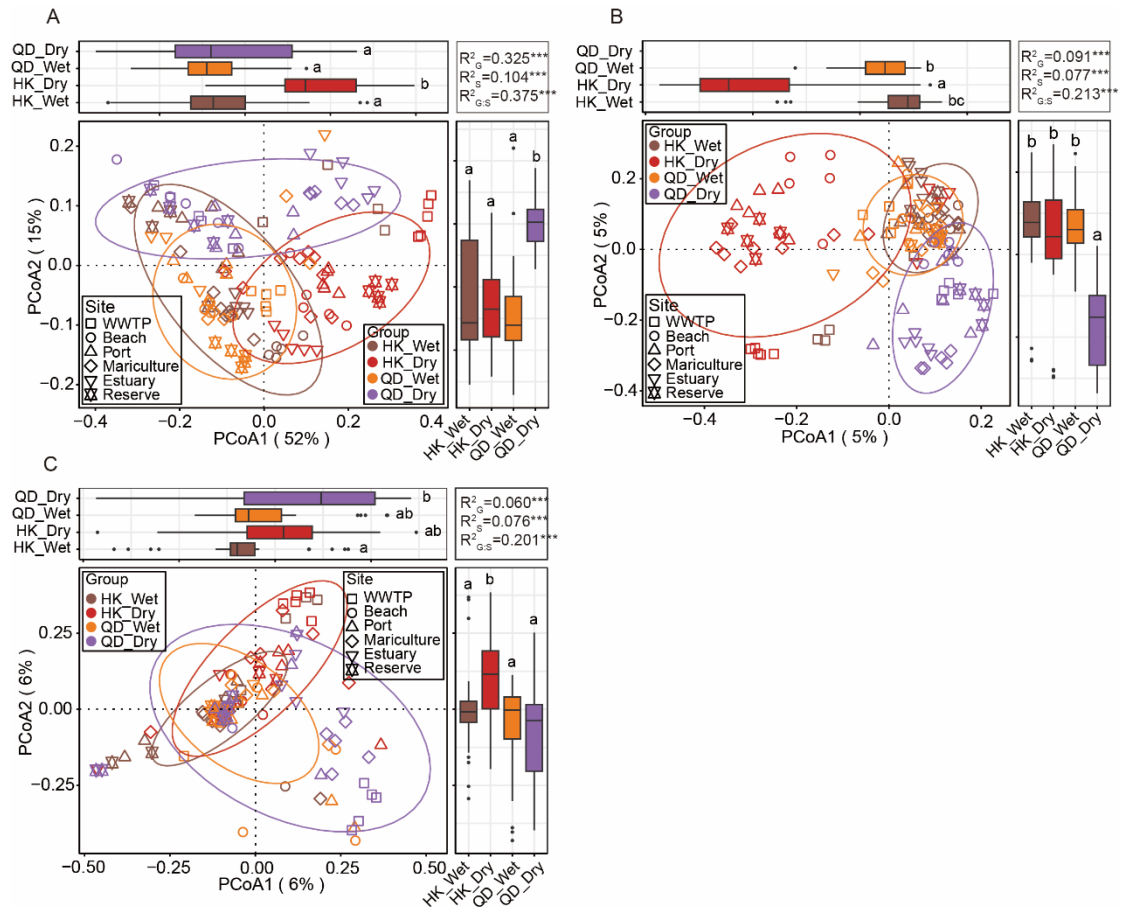 A
QD_Dry
QD_Wet
HK_Dry
HK_Wet
a
a
b
a
R²G=0.325***
R²S=0.104***
R²G:S=0.375***
PCoA2 ( 15% )
0.2
0.1
0.0
−0.1
−0.2
Site
WWTP
Beach
Port
Mariculture
Estuary
Reserve
Group
HK_Wet
HK_Dry
QD_Wet
QD_Dry
−0.4
−0.2
0.0
0.2
0.4
PCoA1 ( 52% )
a
a
a
b
HK_Wet
HK_Dry
QD_Wet
QD_Dry
B
QD_Dry
QD_Wet
HK_Dry
HK_Wet
b
a
bc
R²G=0.091***
R²S=0.077***
R²G:S=0.213***
PCoA2 ( 5% )
0.2
0.0
−0.2
−0.4
Group
HK_Wet
HK_Dry
QD_Wet
QD_Dry
Site
WWTP
Beach
Port
Mariculture
Estuary
Reserve
−0.4
−0.2
0.0
0.2
PCoA1 ( 5% )
b
b
b
a
HK_Wet
HK_Dry
QD_Wet
QD_Dry
C
QD_Dry
QD_Wet
HK_Dry
HK_Wet
b
ab
ab
a
R²G=0.060***
R²S=0.076***
R²G:S=0.201***
PCoA2 ( 6% )
0.25
0.00
−0.25
Group
HK_Wet
HK_Dry
QD_Wet
QD_Dry
Site
WWTP
Beach
Port
Mariculture
Estuary
Reserve
−0.50
−0.25
0.00
0.25
0.50
PCoA1 ( 6% )
a
b
a
a
HK_Wet
HK_Dry
QD_Wet
QD_Dry